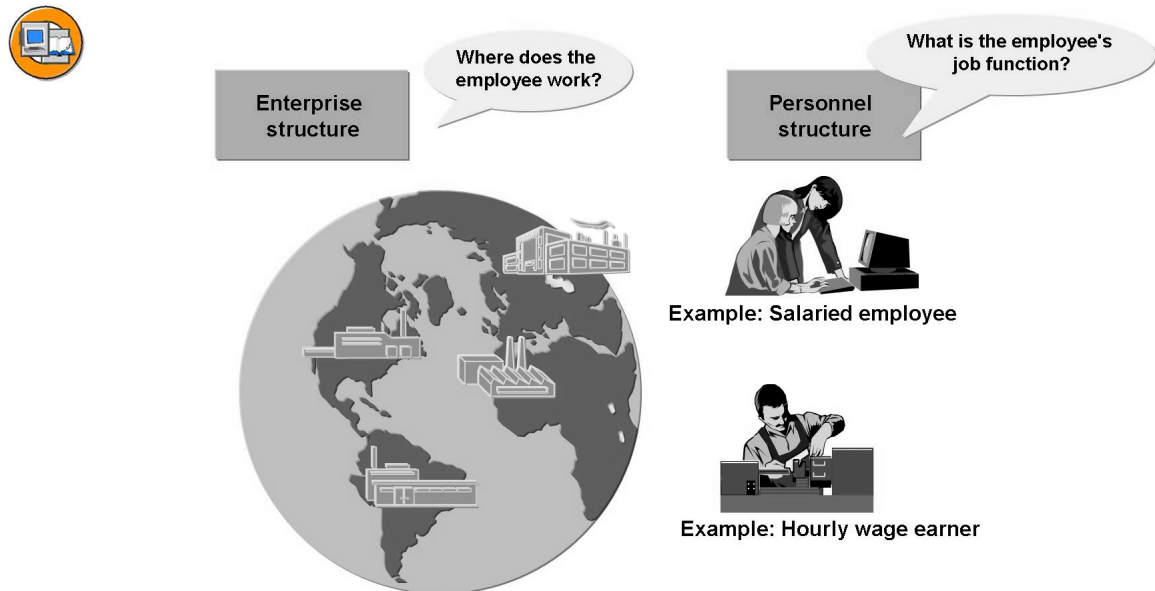 Where does the
employee work?
Enterprise
structure
What is the employee's
job function?
Personnel
structure
Example: Salaried employee
Example: Hourly wage earner